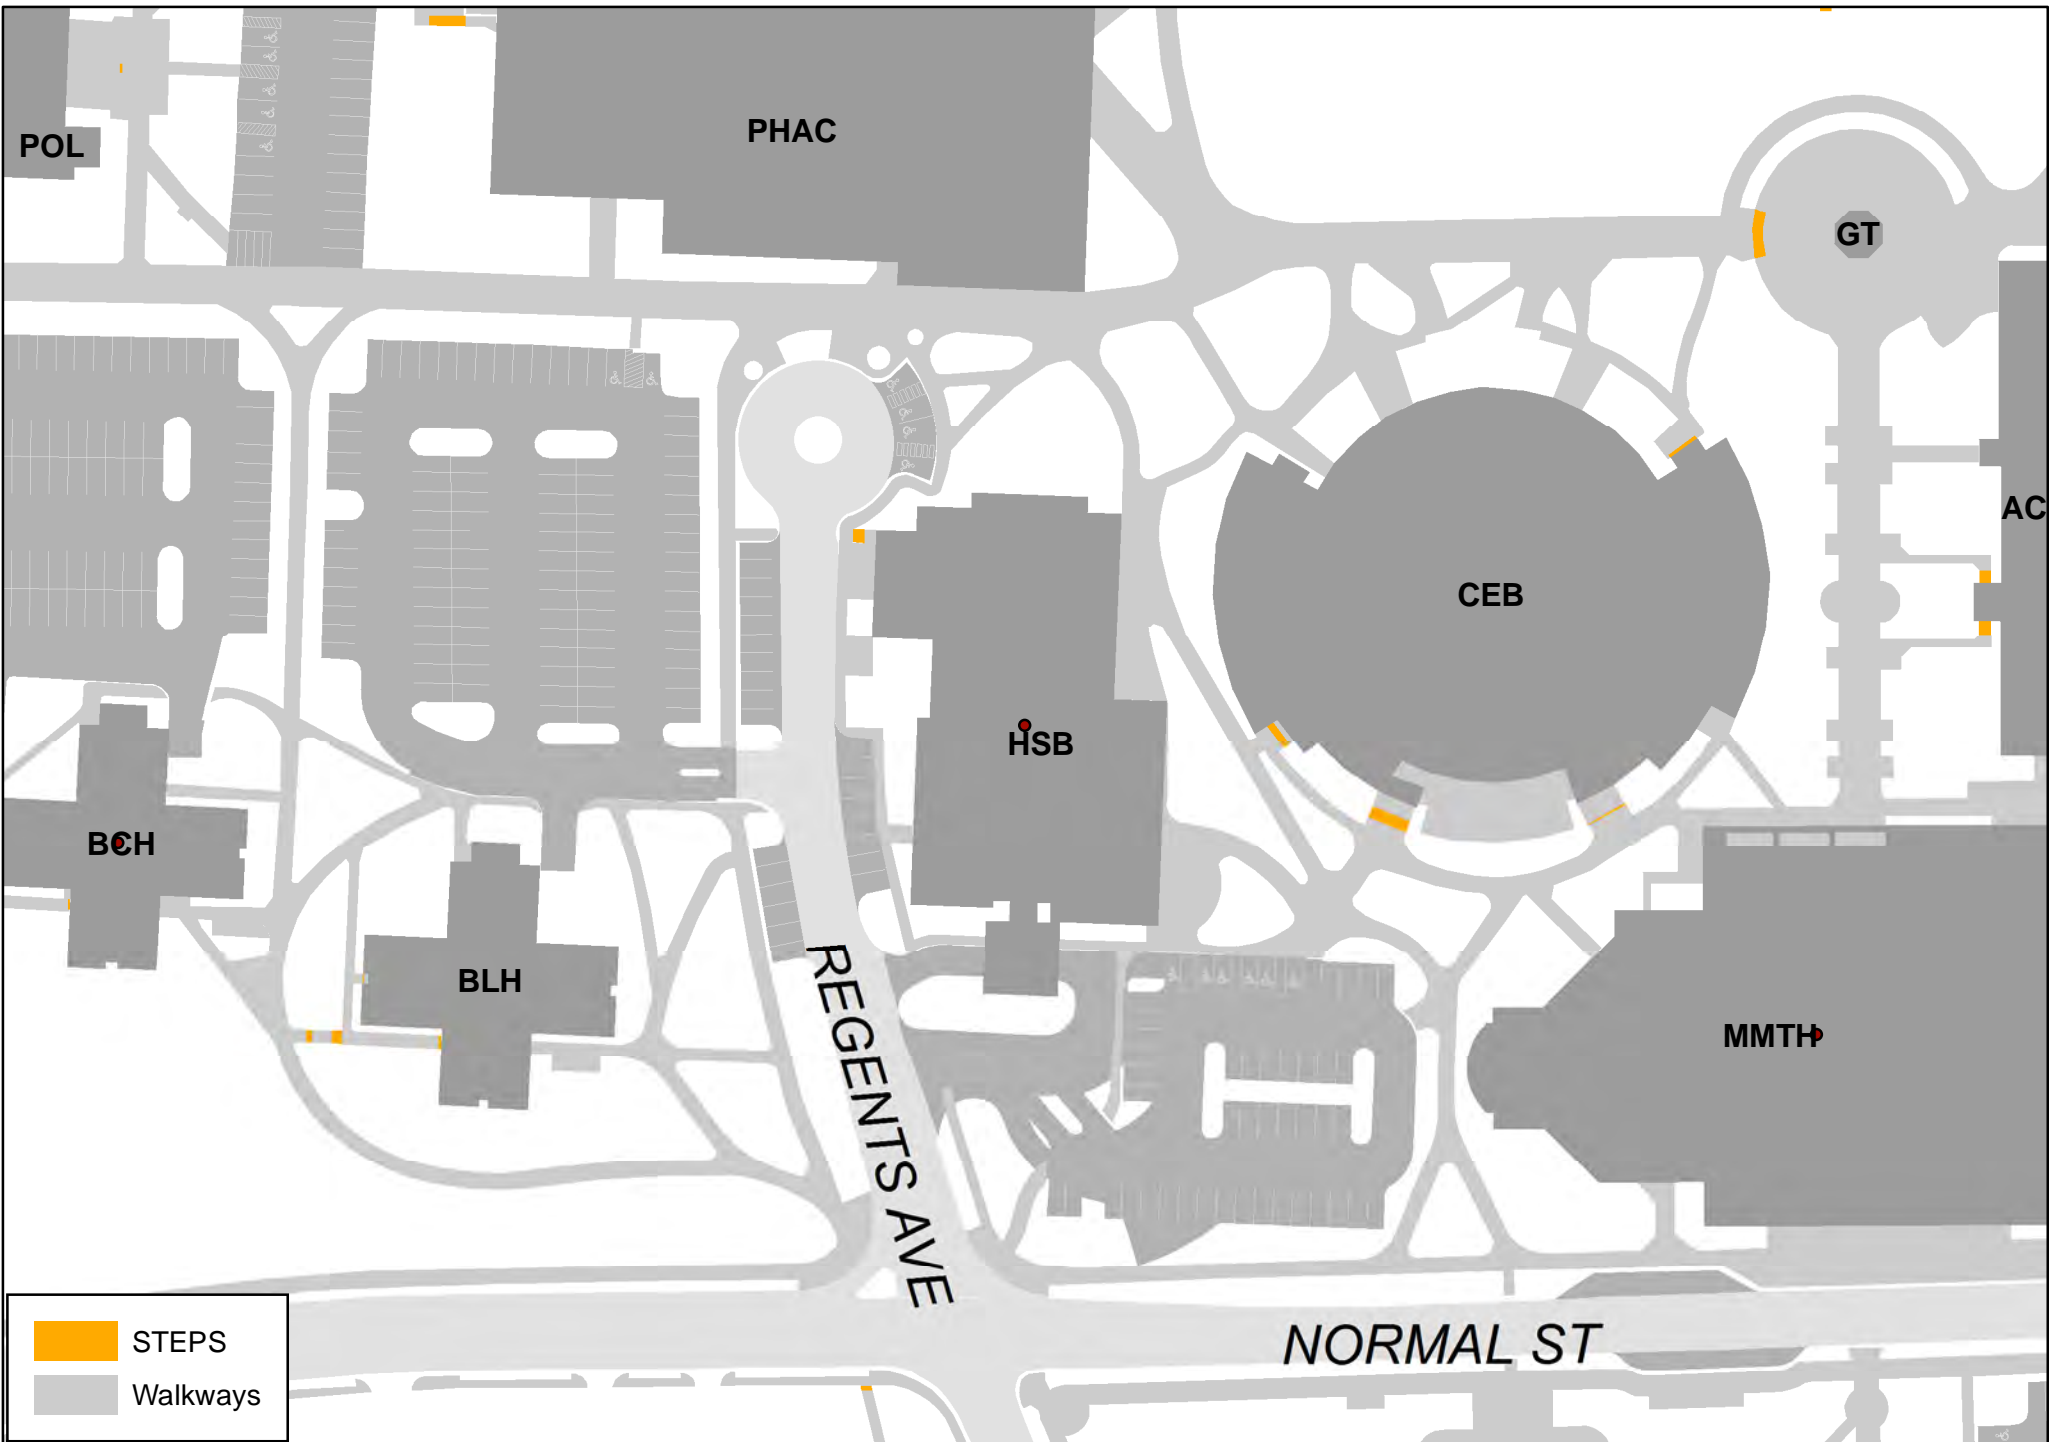 PHAC
POL
GT
AC
CEB
HSB
BCH
BLH
MMTH
REGENTS AVE
NORMAL ST
STEPS
Walkways